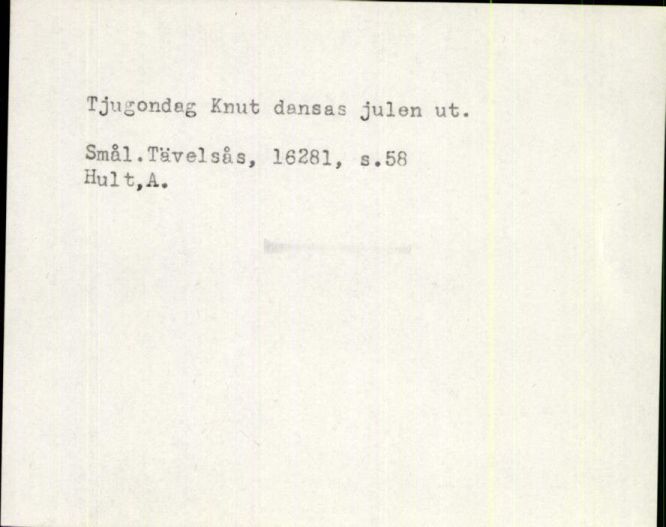 Tjugondag Knut dansas julen ut.
Smål.Tävelsås, 16281, s.58
Hult,A.